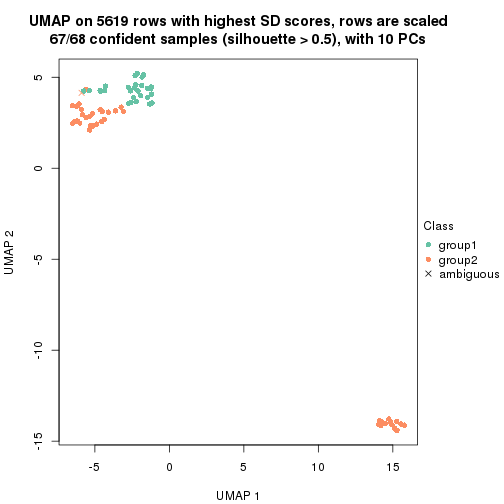 UMAP on 5619 rows with highest SD scores, rows are scaled
67/68 confident samples (silhouette > 0.5), with 10 PCs
5
0
-5
-10
-15
UMAP 2
-5
0
5
10
15
UMAP 1
Class
group1
group2
ambiguous